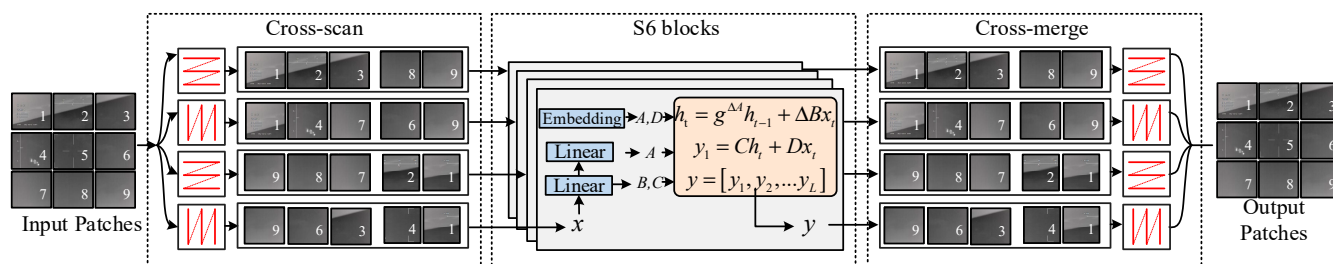 Cross-scan
S6 blocks
Cross-merge
1 2 3
4 5 6
7 8 9
Input Patches
1 2 3 8 9
1 4 7 6 9
9 8 7 2 1
9 6 3 4 1
Embedding
A,D
Linear
A
Linear
B,C
x
h_t = g^{ΔA} h_{t-1} + ΔBx_t
y_1 = Ch_t + Dx_t
y = [y_1, y_2, ... y_L]
y
1 2 3 8 9
1 4 7 6 9
9 8 7 2 1
9 6 3 4 1
1 2 3
4 5 6
7 8 9
Output
Patches